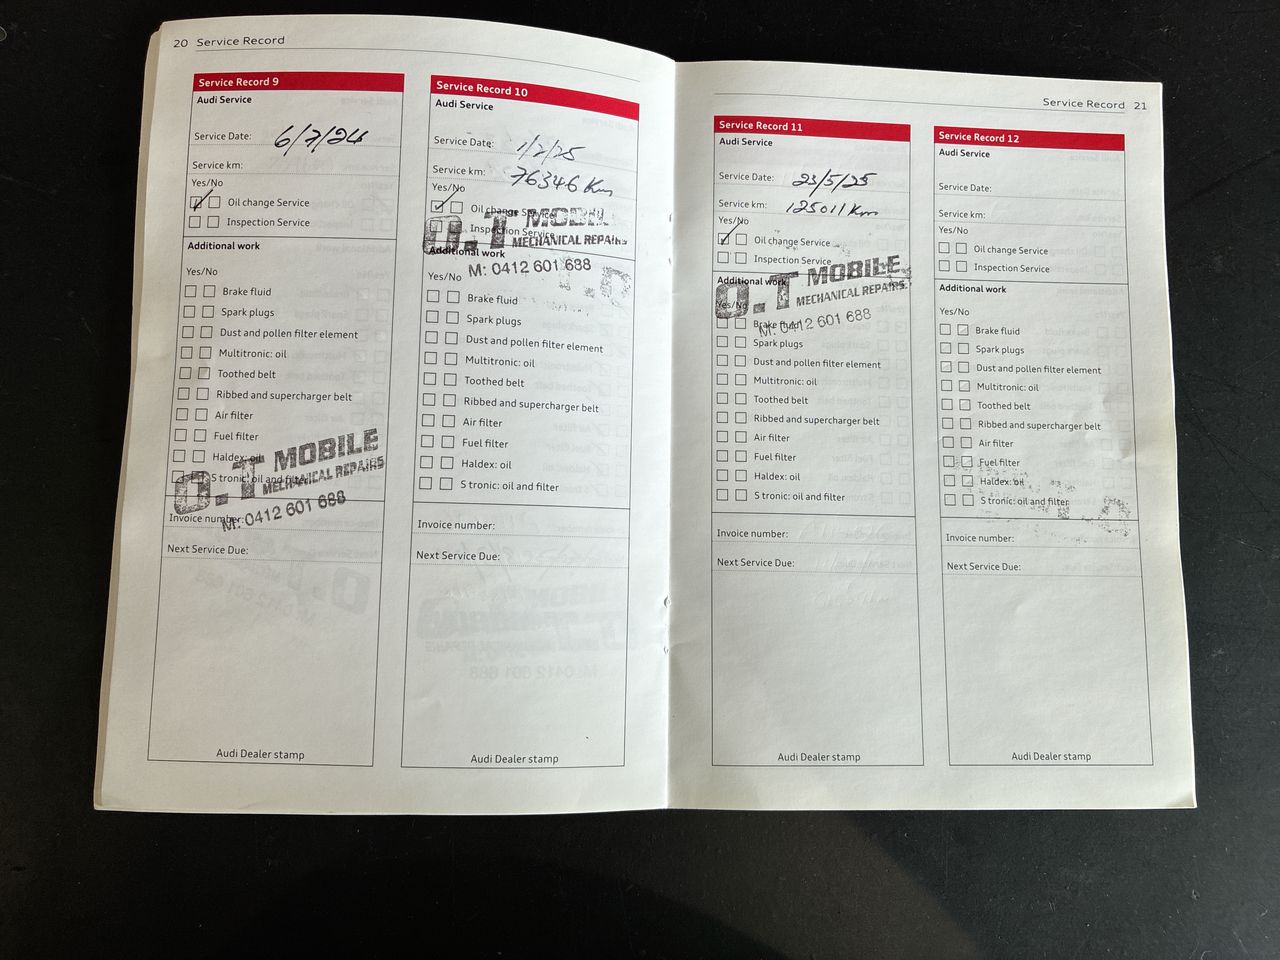 20 Service Record
Service Record 9
Audi Service
Service Date: 6/7/24
Service km:
Yes/No
Oil change Service
Inspection Service
Additional work
Yes/No
Brake fluid
Spark plugs
Dust and pollen filter element
Multitronic: oil
Toothed belt
Ribbed and supercharger belt
Air filter
Fuel filter
Haldex: oil
S tronic: oil and filter
O.T MOBILE
MECHANICAL REPAIRS
M: 0412 601 688
Invoice number:
Next Service Due:
Audi Dealer stamp
Service Record 10
Audi Service
Service Date: 1/2/25
Service km: 76346 Km
Yes/No
Oil change Service
Inspection Service
O.T MOBILE
MECHANICAL REPAIRS
M: 0412 601 688
Additional work
Yes/No
Brake fluid
Spark plugs
Dust and pollen filter element
Multitronic: oil
Toothed belt
Ribbed and supercharger belt
Air filter
Fuel filter
Haldex: oil
S tronic: oil and filter
Invoice number:
Next Service Due:
Audi Dealer stamp
Service Record 21
Service Record 11
Audi Service
Service Date: 23/5/25
Service km: 125011 Km
Yes/No
Oil change Service
Inspection Service
O.T MOBILE
MECHANICAL REPAIRS
M: 0412 601 688
Additional work
Yes/No
Brake fluid
Spark plugs
Dust and pollen filter element
Multitronic: oil
Toothed belt
Ribbed and supercharger belt
Air filter
Fuel filter
Haldex: oil
S tronic: oil and filter
Invoice number:
Next Service Due:
Audi Dealer stamp
Service Record 12
Audi Service
Service Date:
Service km:
Yes/No
Oil change Service
Inspection Service
Additional work
Yes/No
Brake fluid
Spark plugs
Dust and pollen filter element
Multitronic: oil
Toothed belt
Ribbed and supercharger belt
Air filter
Fuel filter
Haldex: oil
S tronic: oil and filter
Invoice number:
Next Service Due:
Audi Dealer stamp